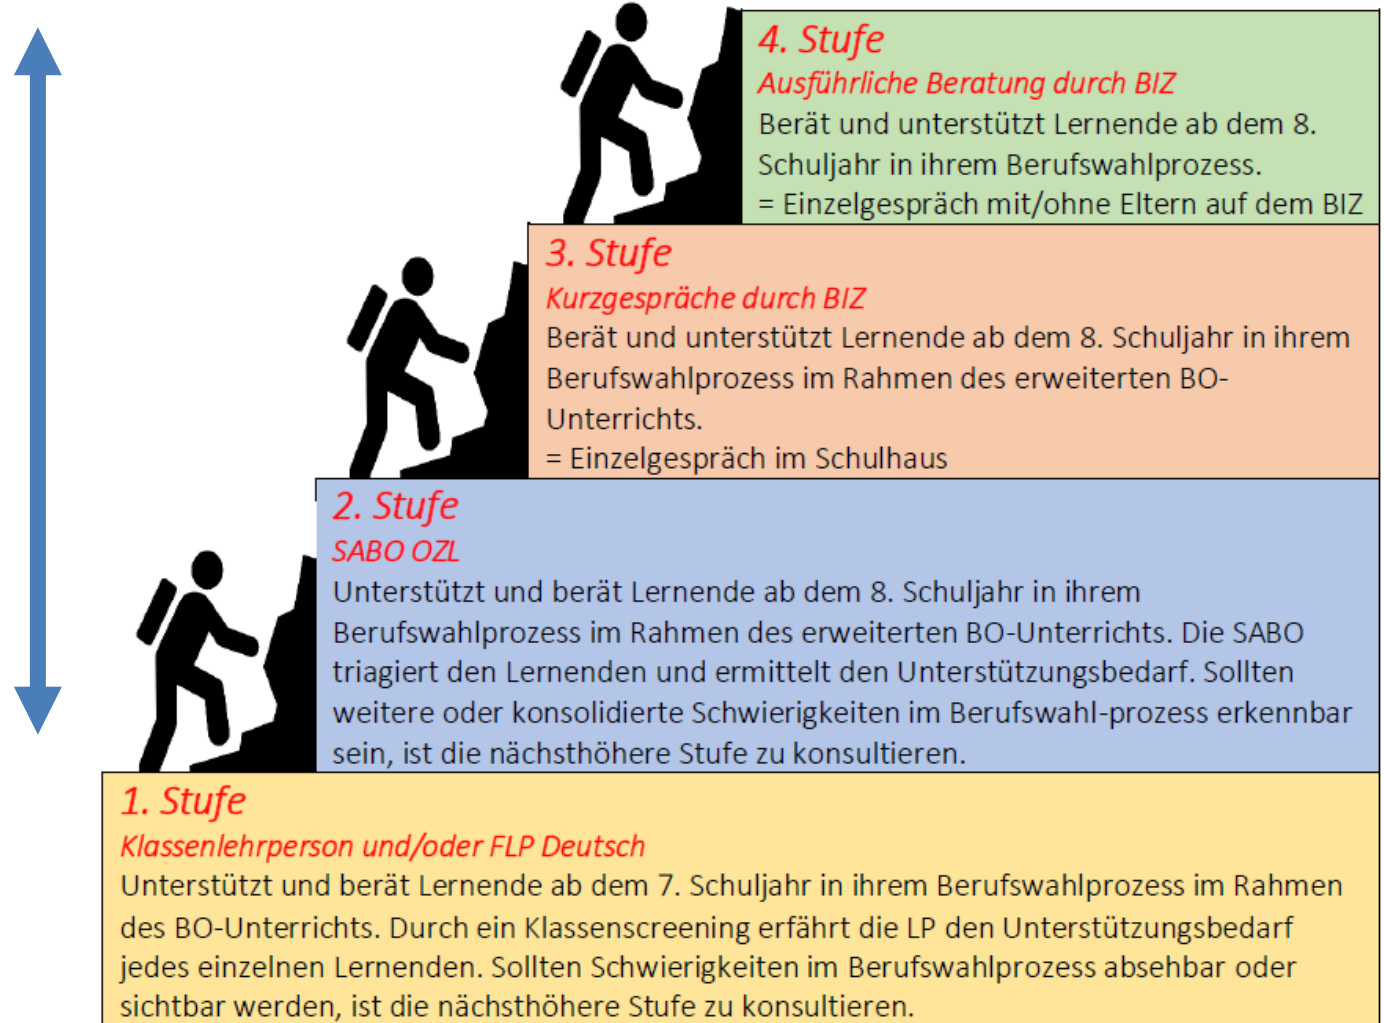 4. Stufe
Ausführliche Beratung durch BIZ
Berät und unterstützt Lernende ab dem 8.
Schuljahr in ihrem Berufswahlprozess.
= Einzelgespräch mit/ohne Eltern auf dem BIZ
3. Stufe
Kurzgespräche durch BIZ
Berät und unterstützt Lernende ab dem 8. Schuljahr in ihrem
Berufswahlprozess im Rahmen des erweiterten BO-
Unterrichts.
= Einzelgespräch im Schulhaus
2. Stufe
SABO OZL
Unterstützt und berät Lernende ab dem 8. Schuljahr in ihrem
Berufswahlprozess im Rahmen des erweiterten BO-Unterrichts. Die SABO
triagiert den Lernenden und ermittelt den Unterstützungsbedarf. Sollten
weitere oder konsolidierte Schwierigkeiten im Berufswahl-prozess erkennbar
sein, ist die nächsthöhere Stufe zu konsultieren.
1. Stufe
Klassenlehrperson und/oder FLP Deutsch
Unterstützt und berät Lernende ab dem 7. Schuljahr in ihrem Berufswahlprozess im Rahmen
des BO-Unterrichts. Durch ein Klassenscreening erfährt die LP den Unterstützungsbedarf
jedes einzelnen Lernenden. Sollten Schwierigkeiten im Berufswahlprozess absehbar oder
sichtbar werden, ist die nächsthöhere Stufe zu konsultieren.